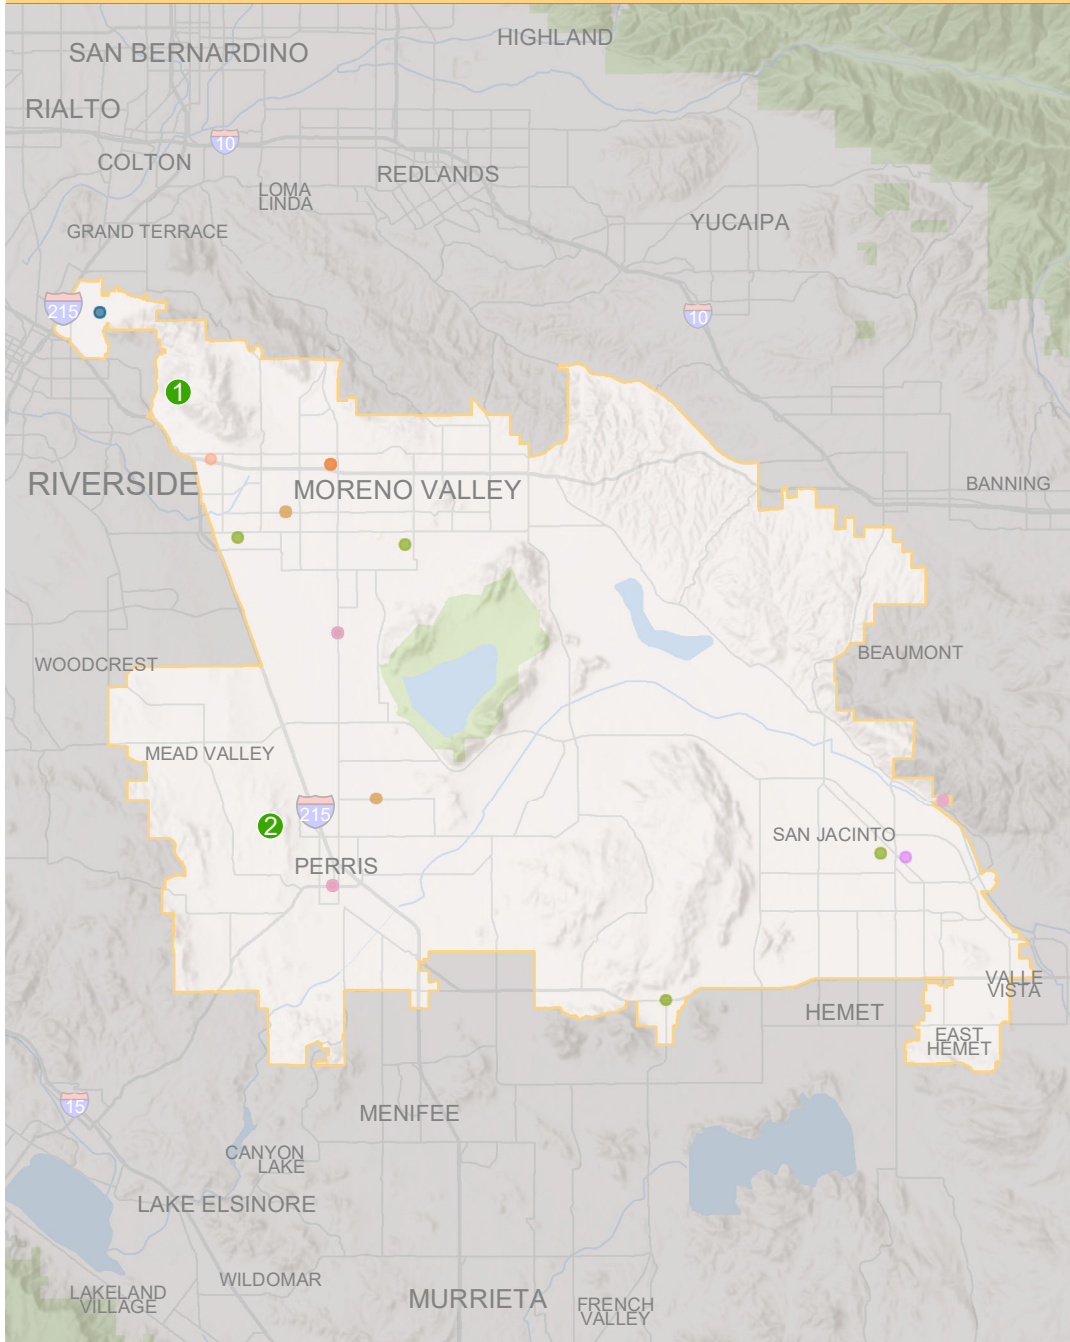 HIGHLAND
SAN BERNARDINO
RIALTO
10
COLTON
REDLANDS
LOMA
LINDA
YUCAIPA
GRAND TERRACE
215
10
1
RIVERSIDE
MORENO VALLEY
BANNING
BEAUMONT
WOODCREST
MEAD VALLEY
215
2
SAN JACINTO
PERRIS
VALLE
VISTA
HEMET
EAST
HEMET
15
MENIFEE
CANYON
LAKE
LAKE ELSINORE
WILDOMAR
LAKELAND
VILLAGE
MURRIETA
FRENCH
VALLEY